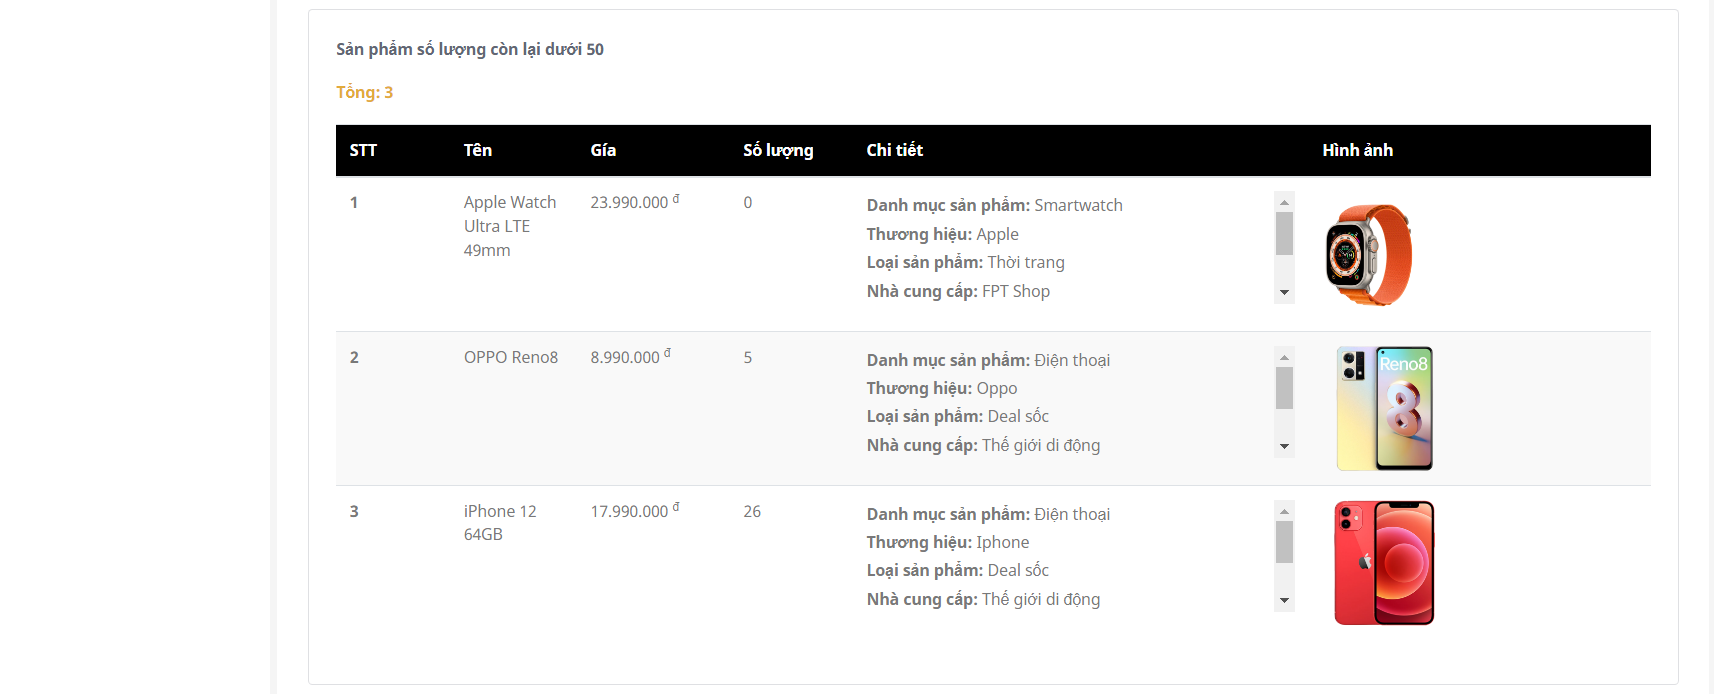 Sản phẩm số lượng còn lại dưới 50
Tổng: 3
STT Tên Gía Số lượng Chi tiết Hình ảnh
1 Apple Watch Ultra LTE 49mm 23.990.000 đ 0
Danh mục sản phẩm: Smartwatch
Thương hiệu: Apple
Loại sản phẩm: Thời trang
Nhà cung cấp: FPT Shop
2 OPPO Reno8 8.990.000 đ 5
Danh mục sản phẩm: Điện thoại
Thương hiệu: Oppo
Loại sản phẩm: Deal sốc
Nhà cung cấp: Thế giới di động
Reno8
8
3 iPhone 12 64GB 17.990.000 đ 26
Danh mục sản phẩm: Điện thoại
Thương hiệu: Iphone
Loại sản phẩm: Deal sốc
Nhà cung cấp: Thế giới di động